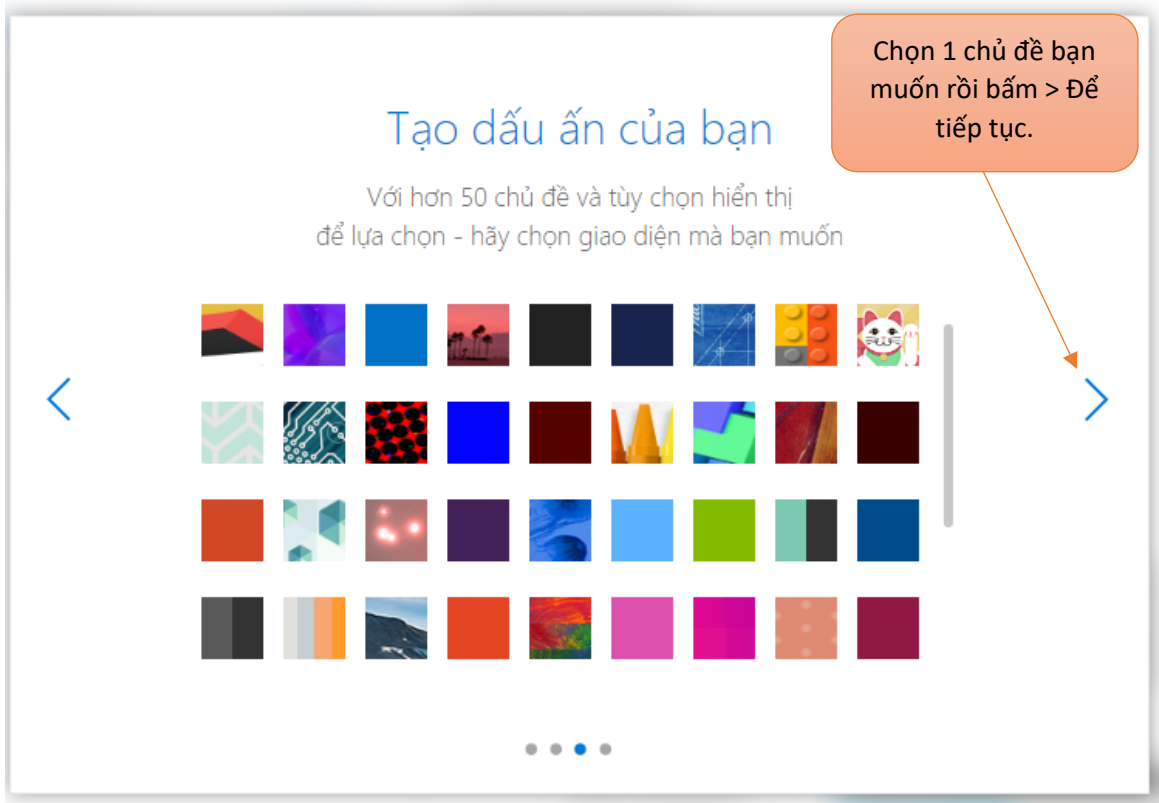 Chọn 1 chủ đề bạn
muốn rồi bấm > Để
tiếp tục.
Tạo dấu ấn của bạn
Với hơn 50 chủ đề và tùy chọn hiển thị
để lựa chọn - hãy chọn giao diện mà bạn muốn